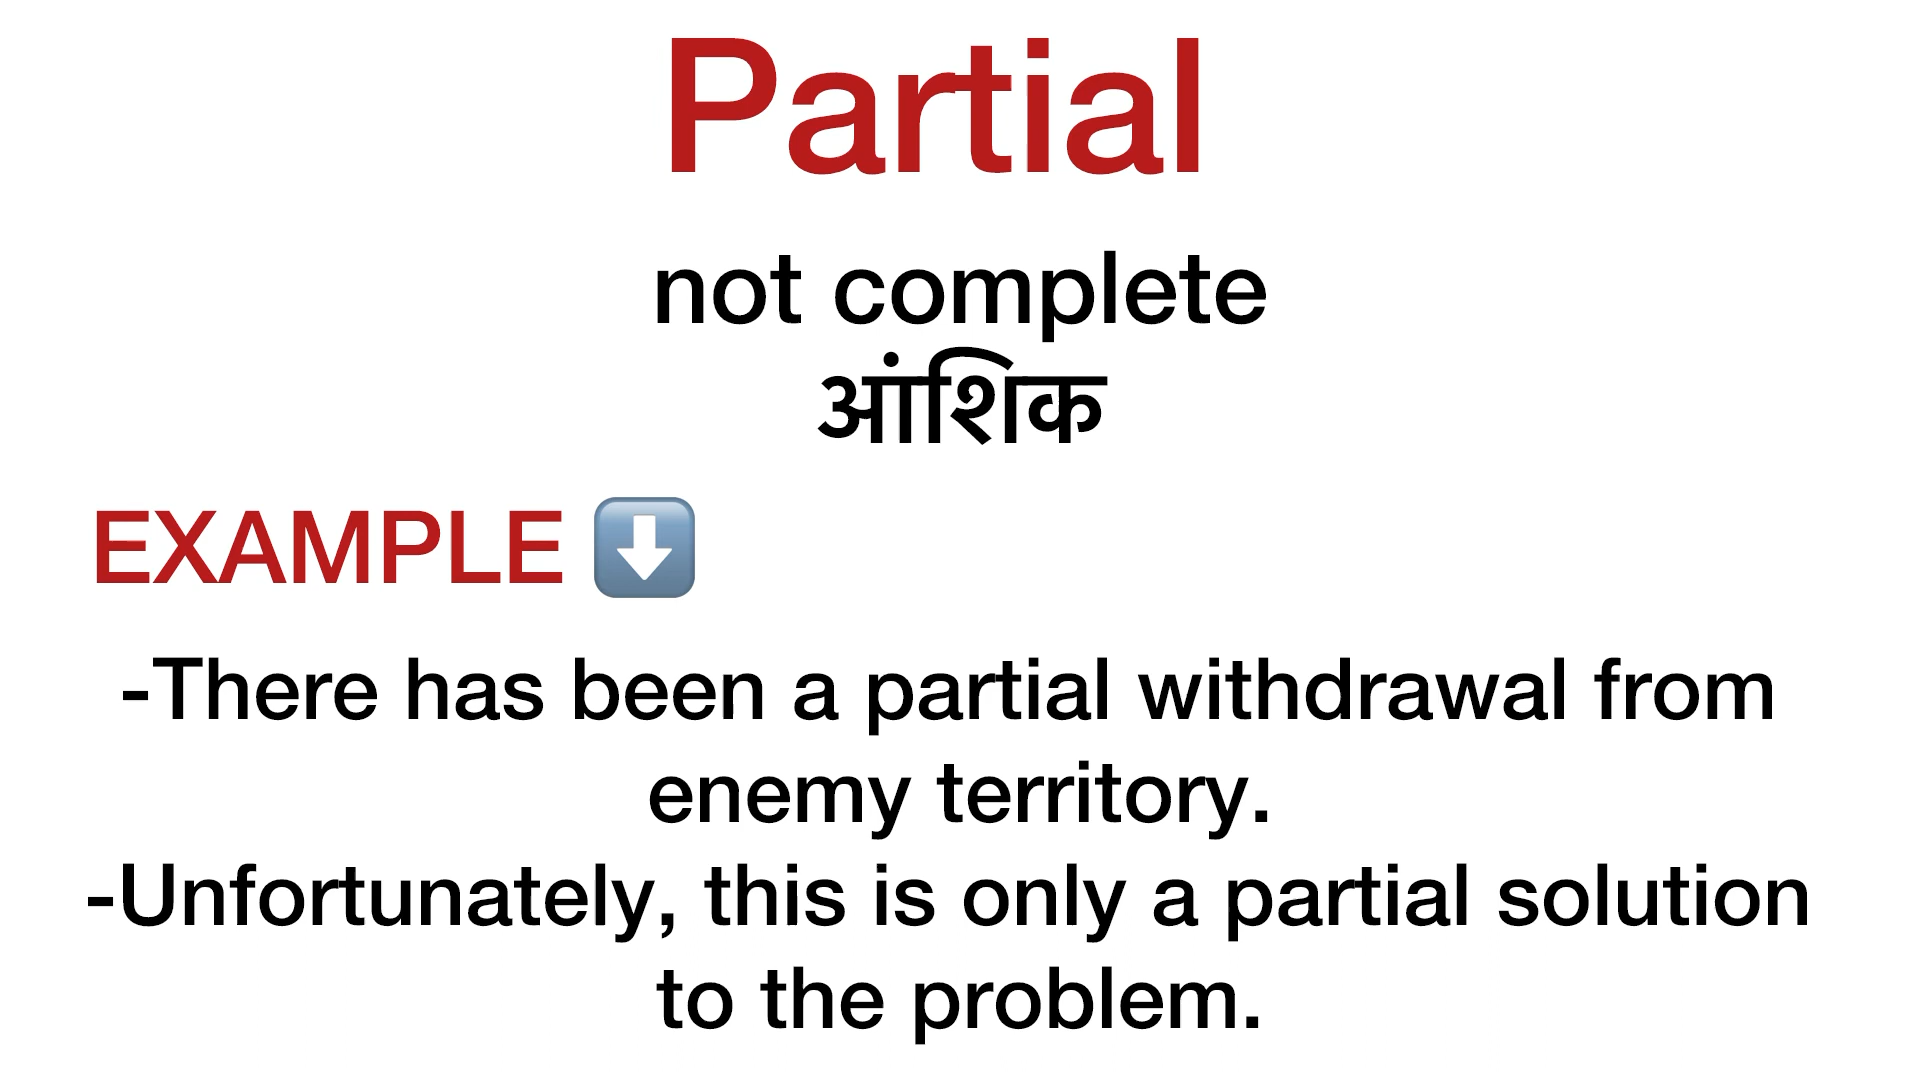 Partial
not complete
आंशिक
EXAMPLE ⬇️
-There has been a partial withdrawal from
enemy territory.
-Unfortunately, this is only a partial solution
to the problem.